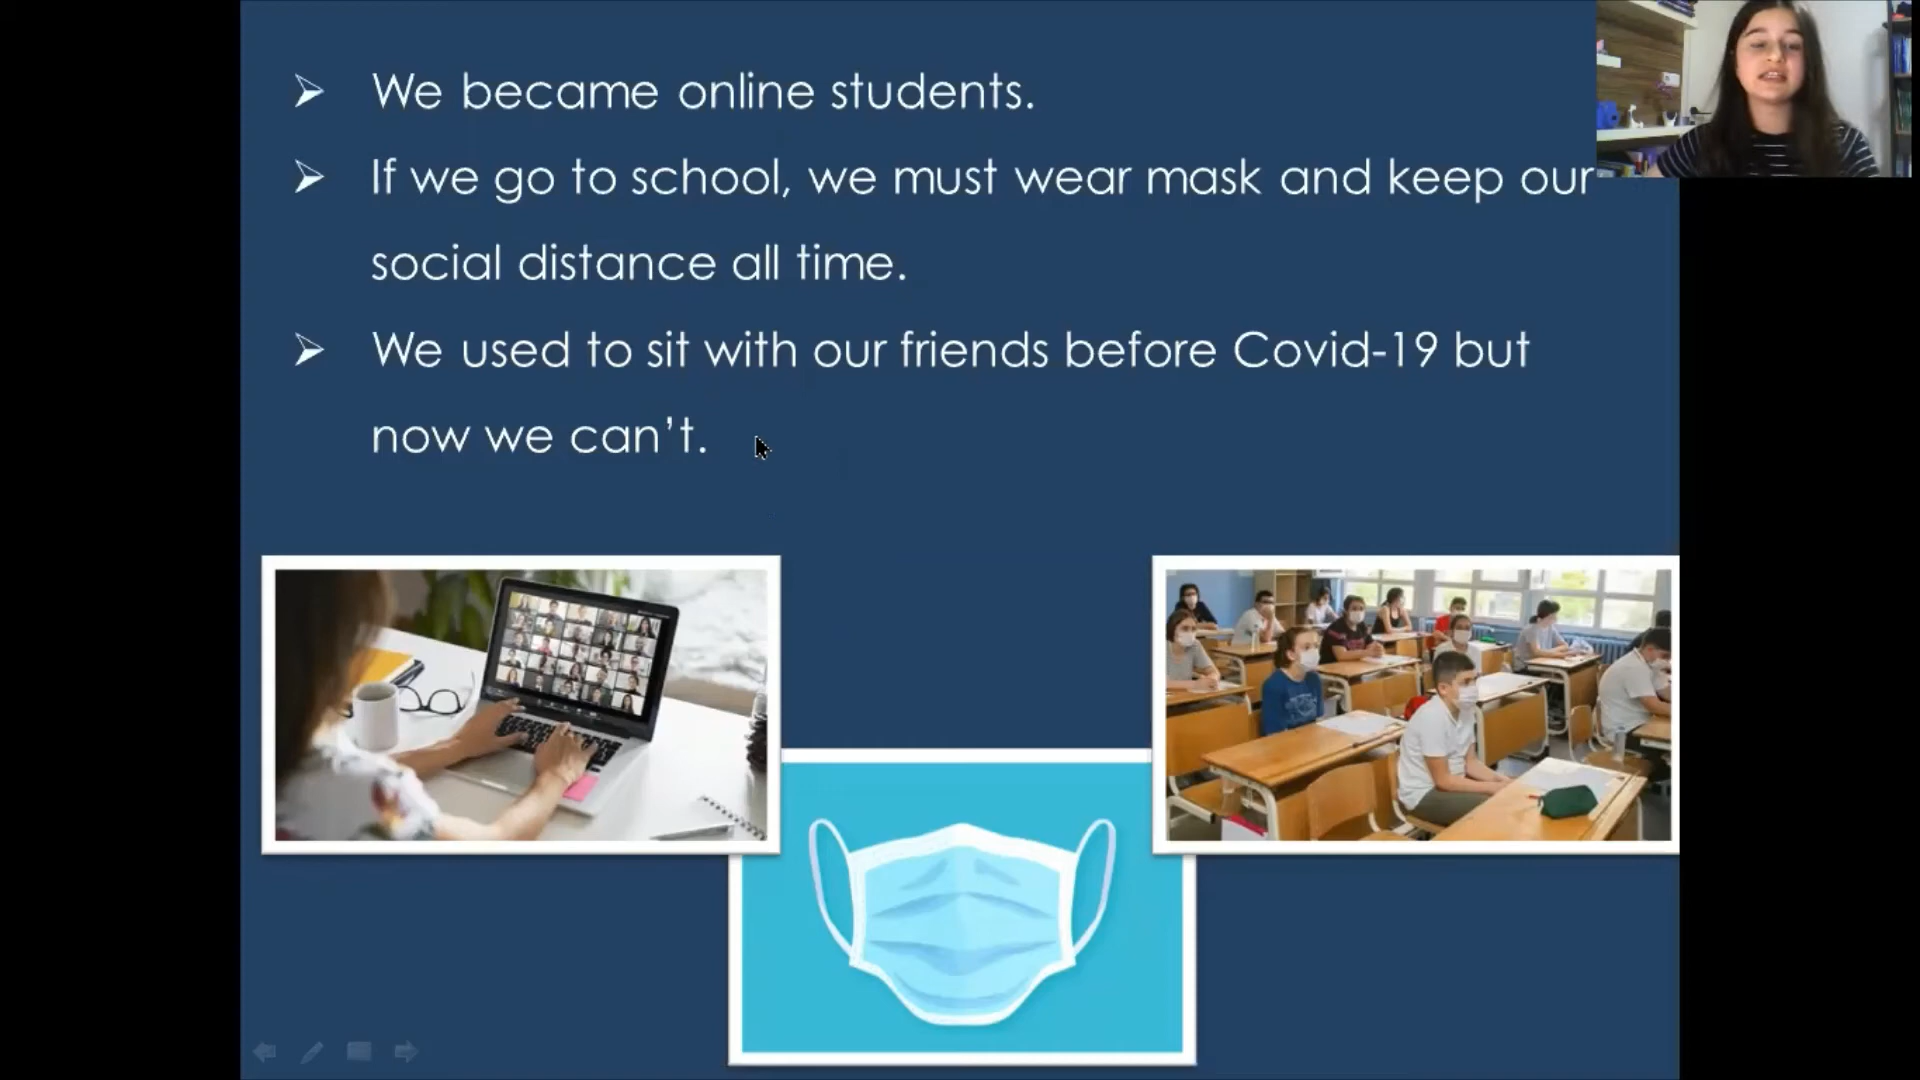 We became online students.
If we go to school, we must wear mask and keep our
social distance all time.
We used to sit with our friends before Covid-19 but
now we can't.